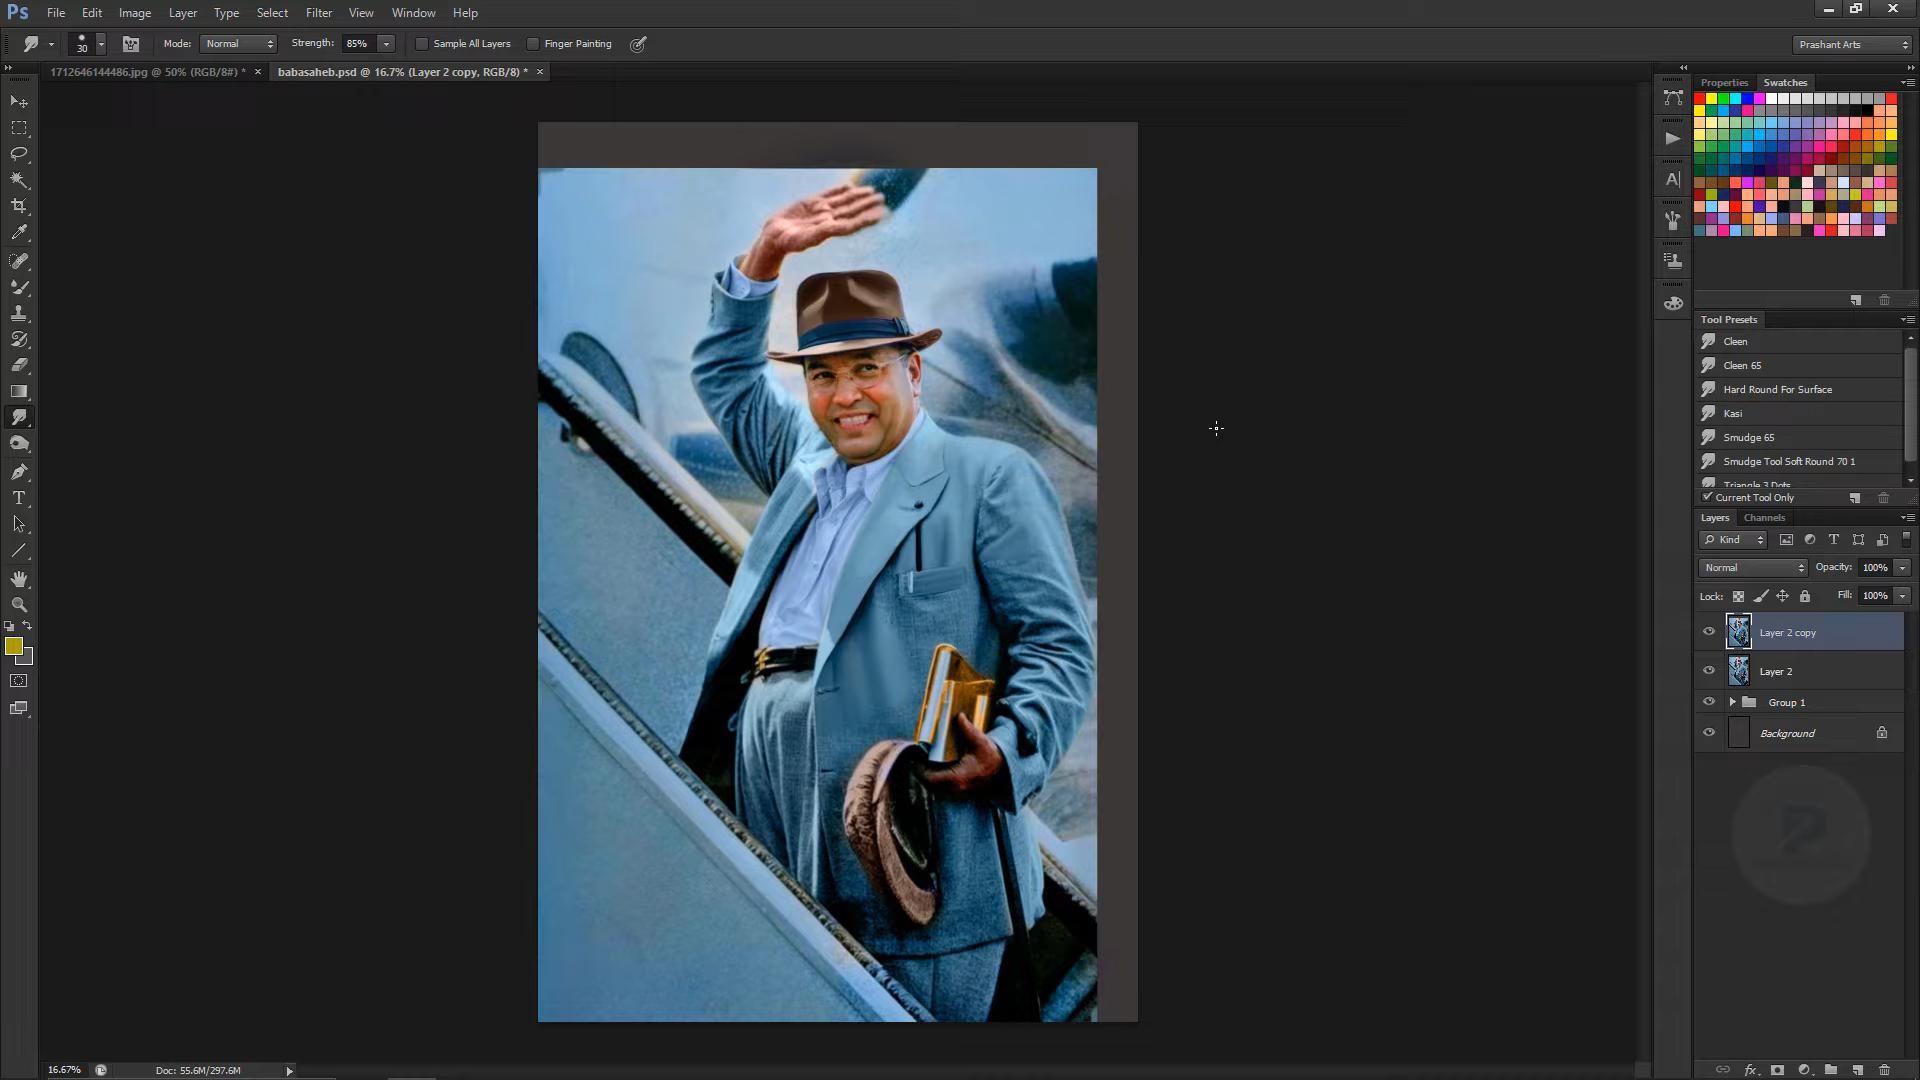 Ps File Edit Image Layer Type Select Filter View Window Help
30 Mode: Normal Strength: 85% Sample All Layers Finger Painting Prashant Arts
1712646144486.jpg @ 50% (RGB/8#) * × babasaheb.psd @ 16.7% (Layer 2 copy, RGB/8) * ×
Properties Swatches
Tool Presets
Cleen
Cleen 65
Hard Round For Surface
Kasi
Smudge 65
Smudge Tool Soft Round 70 1
Triangle 3 Dots
Current Tool Only
Layers Channels
Kind
Normal Opacity: 100%
Lock: Fill: 100%
Layer 2 copy
Layer 2
Group 1
Background
16.67% Doc: 55.6M/297.6M